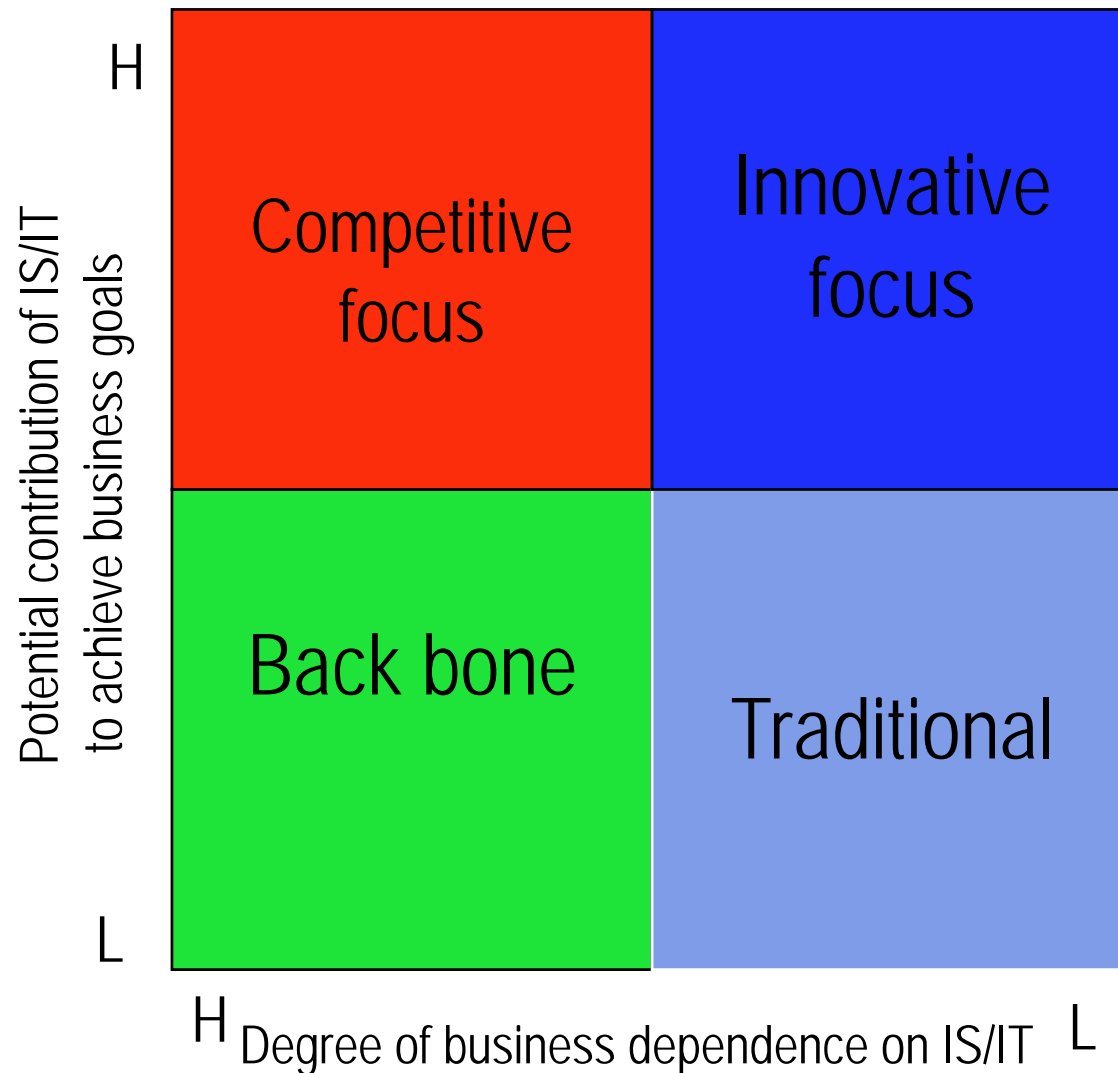 H
Potential contribution of IS/IT
to achieve business goals
Competitive
focus
Innovative
focus
Back bone
Traditional
L
H
Degree of business dependence on IS/IT
L